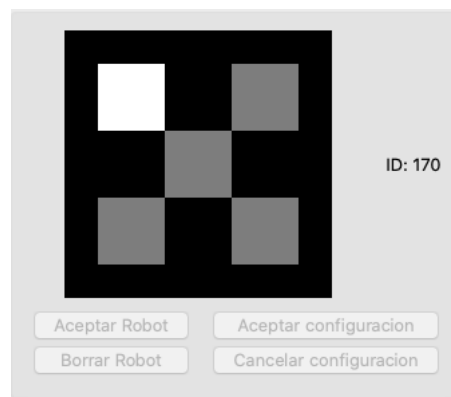 ID: 170
Aceptar Robot
Aceptar configuracion
Borrar Robot
Cancelar configuracion